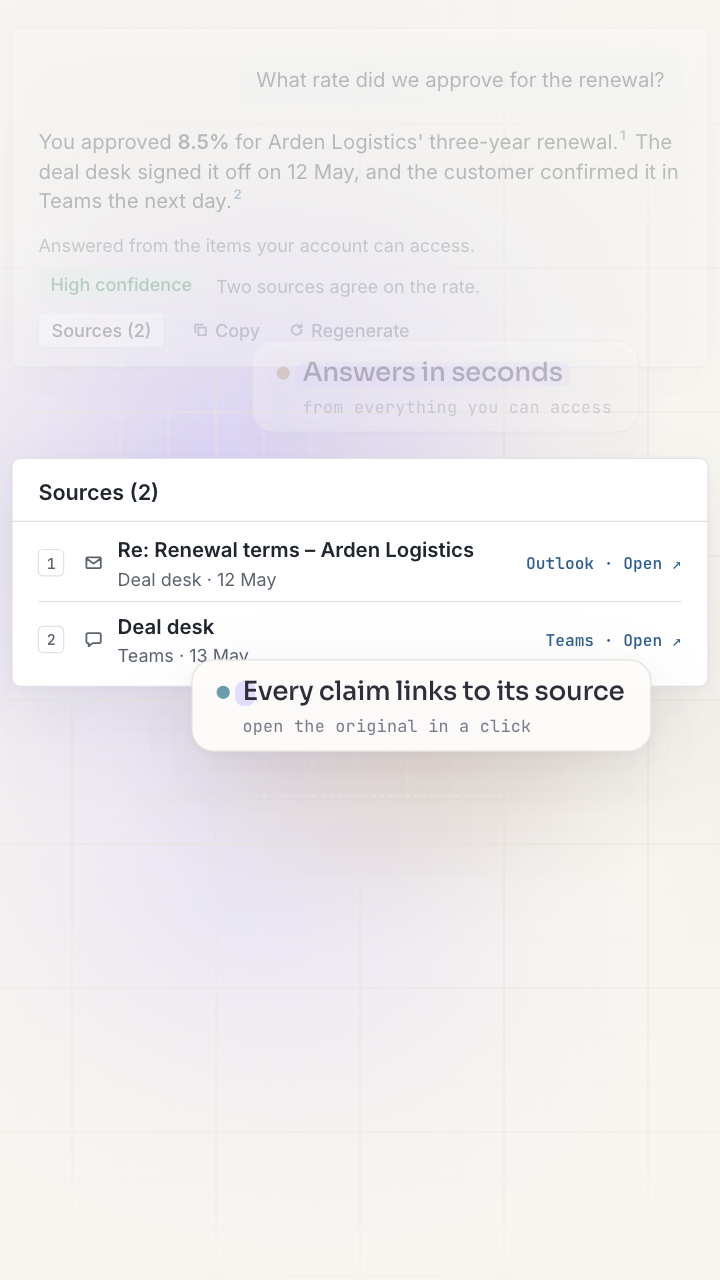 What rate did we approve for the renewal?
You approved 8.5% for Arden Logistics' three-year renewal.1 The
deal desk signed it off on 12 May, and the customer confirmed it in
Teams the next day.2
Answered from the items your account can access.
High confidence Two sources agree on the rate.
Sources (2) Copy Regenerate
Answers in seconds
from everything you can access
Sources (2)
1 Re: Renewal terms – Arden Logistics
Deal desk · 12 May
Outlook · Open ↗
2 Deal desk
Teams · 13 May
Teams · Open ↗
Every claim links to its source
open the original in a click